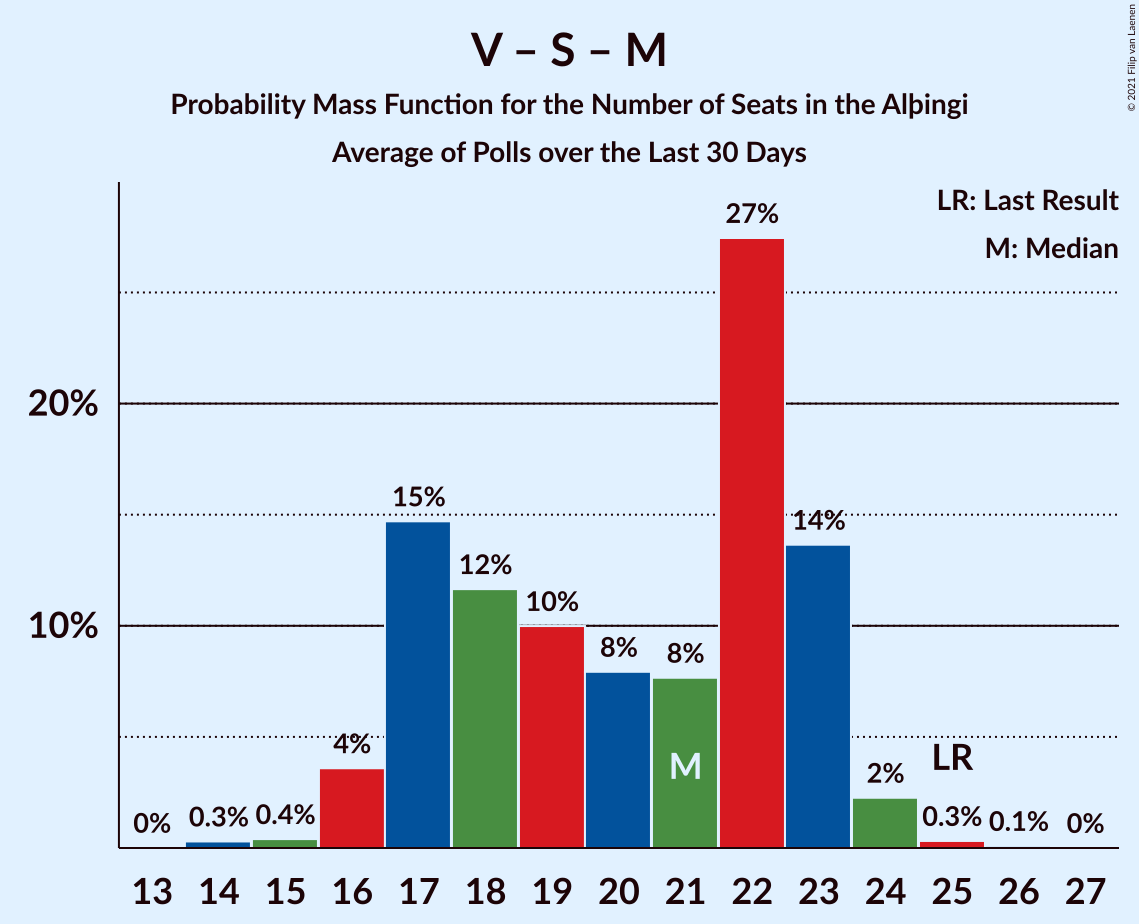 V – S – M
Probability Mass Function for the Number of Seats in the Alþingi
Average of Polls over the Last 30 Days
© 2021 Filip van Laenen
LR: Last Result
M: Median
27%
20%
15%
14%
12%
10%
10%
8%
8%
4%
M
LR
2%
0%
0.3%
0.4%
0.3%
0.1%
0%
13 14 15 16 17 18 19 20 21 22 23 24 25 26 27